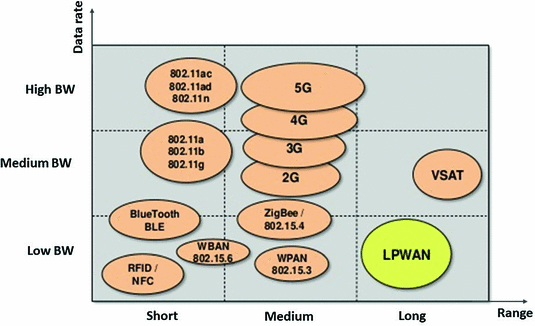 Data rate
High BW
802.11ac
802.11ad
802.11n
5G
4G
Medium BW
802.11a
802.11b
802.11g
3G
2G
VSAT
Low BW
BlueTooth
BLE
ZigBee /
802.15.4
WBAN
802.15.6
WPAN
802.15.3
LPWAN
RFID /
NFC
Short
Medium
Long
Range